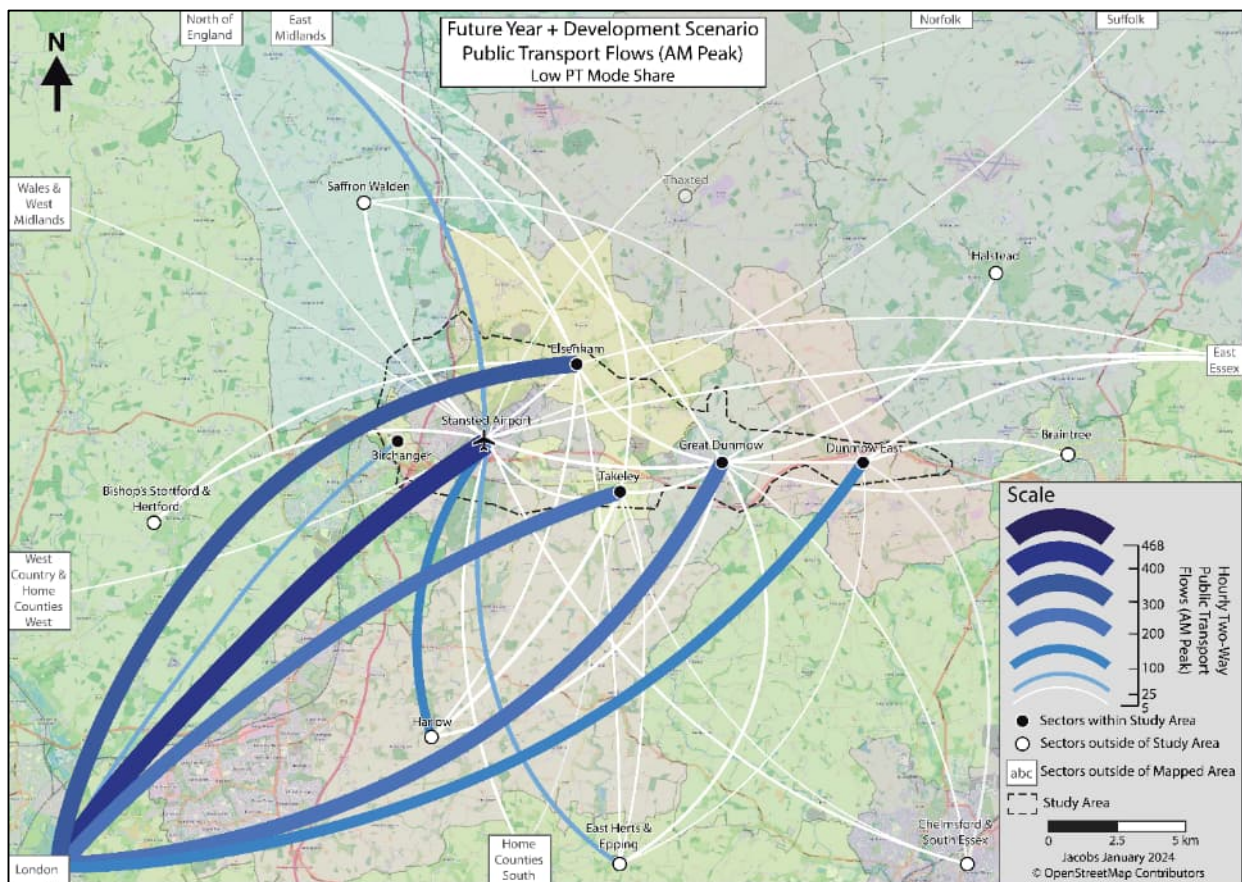 North of
England
East
Midlands
Future Year + Development Scenario
Public Transport Flows (AM Peak)
Low PT Mode Share
Norfolk
Suffolk
N
Wales &
West
Midlands
Saffron Walden
Thaxted
Halstead
Elsenham
East
Essex
Stansted Airport
Birchanger
Great Dunmow
Dunmow East
Braintree
Takeley
Bishop's Stortford &
Hertford
West
Country &
Home
Counties
West
Harlow
London
Home
Counties
South
East Herts &
Epping
Chelmsford &
South Essex
Scale
468
400
300
200
100
25
5
Hourly Two-Way
Public Transport
Flows (AM Peak)
Sectors within Study Area
Sectors outside of Study Area
abc Sectors outside of Mapped Area
Study Area
0 2.5 5 km
Jacobs January 2024
© OpenStreetMap Contributors